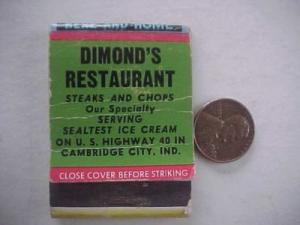 DIMOND'S
RESTAURANT
STEAKS AND CHOPS
Our Specialty
SERVING
SEALTEST ICE CREAM
ON U. S. HIGHWAY 40 IN
CAMBRIDGE CITY, IND.
CLOSE COVER BEFORE STRIKING